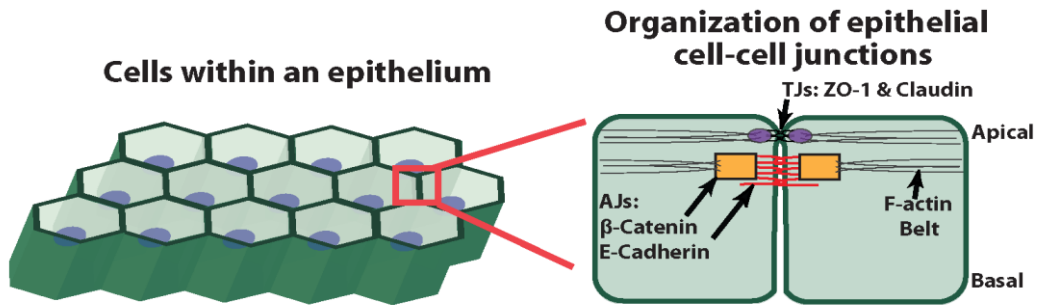 Cells within an epithelium
Organization of epithelial
cell-cell junctions
TJs: ZO-1 & Claudin
Apical
AJs:
β-Catenin
E-Cadherin
F-actin
Belt
Basal